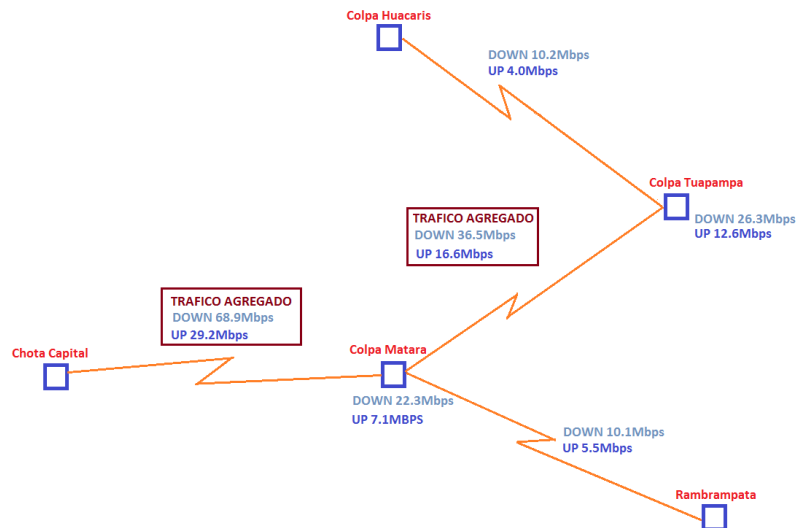 Colpa Huacaris
DOWN 10.2Mbps
UP 4.0Mbps
Colpa Tuapampa
DOWN 26.3Mbps
UP 12.6Mbps
TRAFICO AGREGADO
DOWN 36.5Mbps
UP 16.6Mbps
TRAFICO AGREGADO
DOWN 68.9Mbps
UP 29.2Mbps
Chota Capital
Colpa Matara
DOWN 22.3Mbps
UP 7.1MBPS
DOWN 10.1Mbps
UP 5.5Mbps
Rambrampata